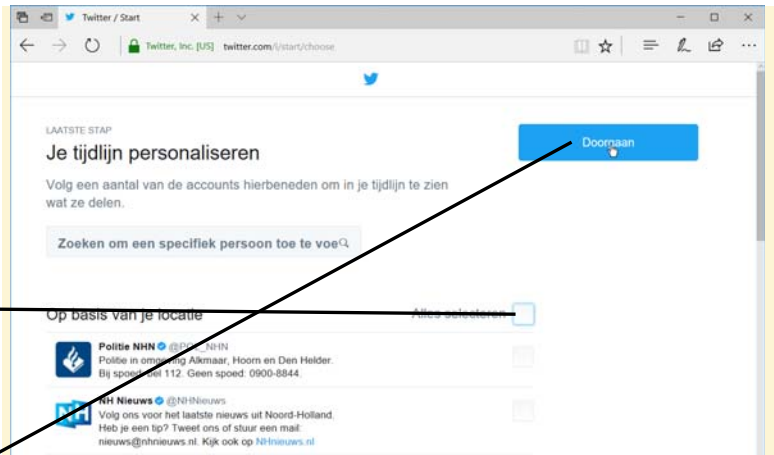 Twitter / Start
Twitter, Inc. [US] twitter.com/i/start/choose
LAATSTE STAP
Je tijdlijn personaliseren
Doorgaan
Volg een aantal van de accounts hierbeneden om in je tijdlijn te zien
wat ze delen.
Zoeken om een specifiek persoon toe te voe
Op basis van je locatie
Alles selecteren
Politie NHN @POL_NHN
Politie in omgeving Alkmaar, Hoorn en Den Helder.
Bij spoed: bel 112. Geen spoed: 0900-8844.
NH
NH Nieuws @NHNieuws
Volg ons voor het laatste nieuws uit Noord-Holland.
Heb je een tip? Tweet ons of stuur een mail:
nieuws@nhnieuws.nl. Kijk ook op NHnieuws.nl